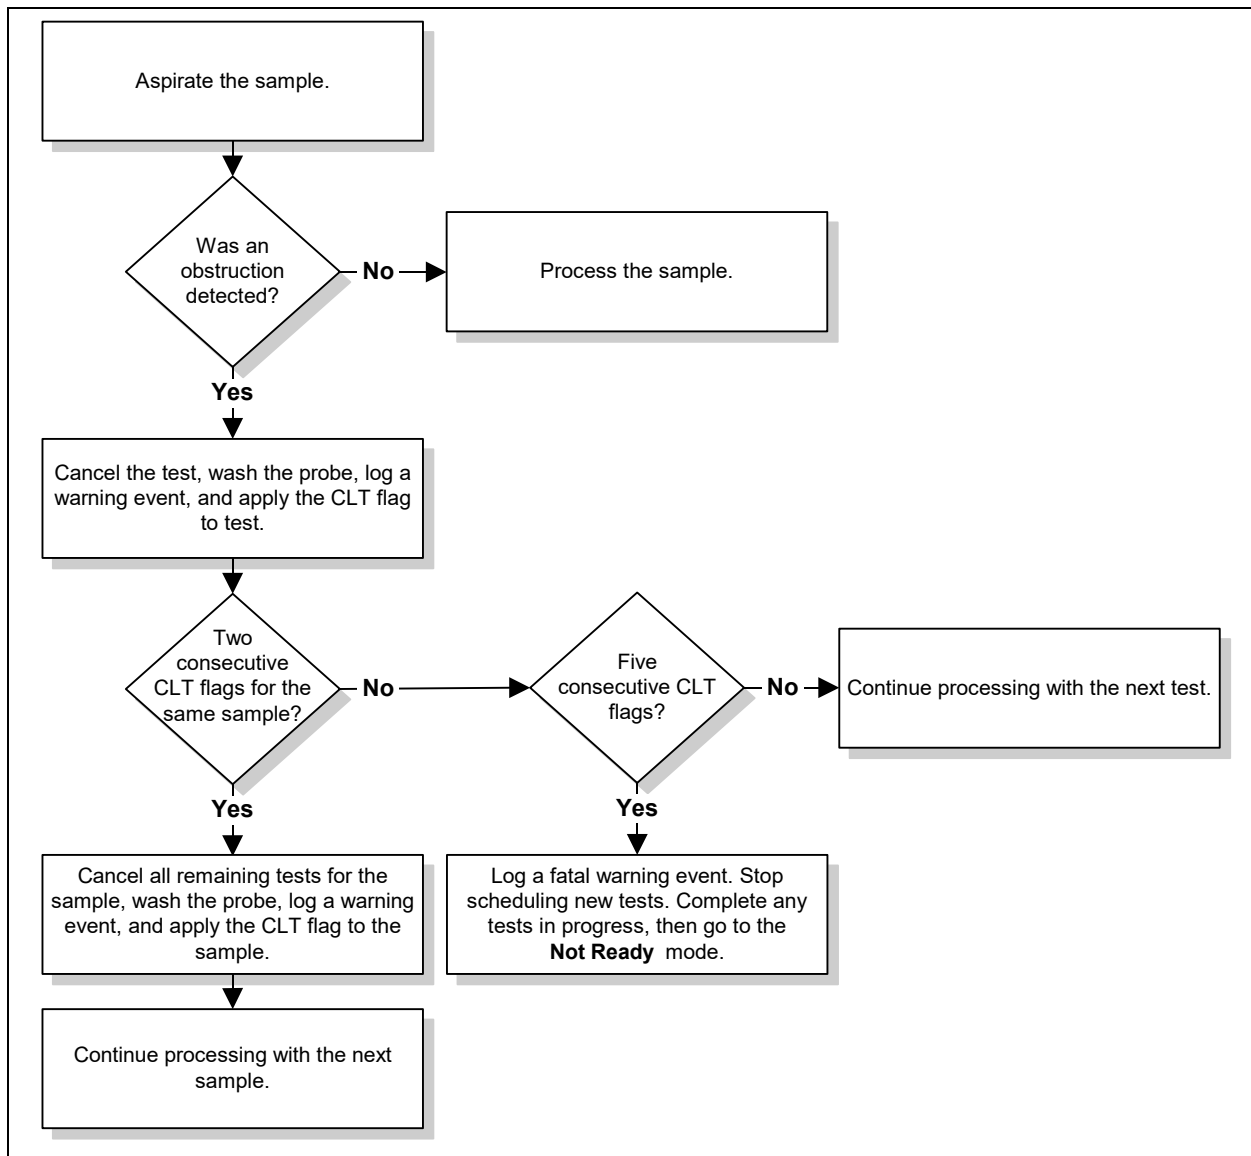 Aspirate the sample.
Was an
obstruction
detected?
No
Process the sample.
Yes
Cancel the test, wash the probe, log a
warning event, and apply the CLT flag
to test.
Two
consecutive
CLT flags for the
same sample?
No
Five
consecutive CLT
flags?
No
Continue processing with the next test.
Yes
Yes
Cancel all remaining tests for the
sample, wash the probe, log a warning
event, and apply the CLT flag to the
sample.
Log a fatal warning event. Stop
scheduling new tests. Complete any
tests in progress, then go to the
Not Ready mode.
Continue processing with the next
sample.